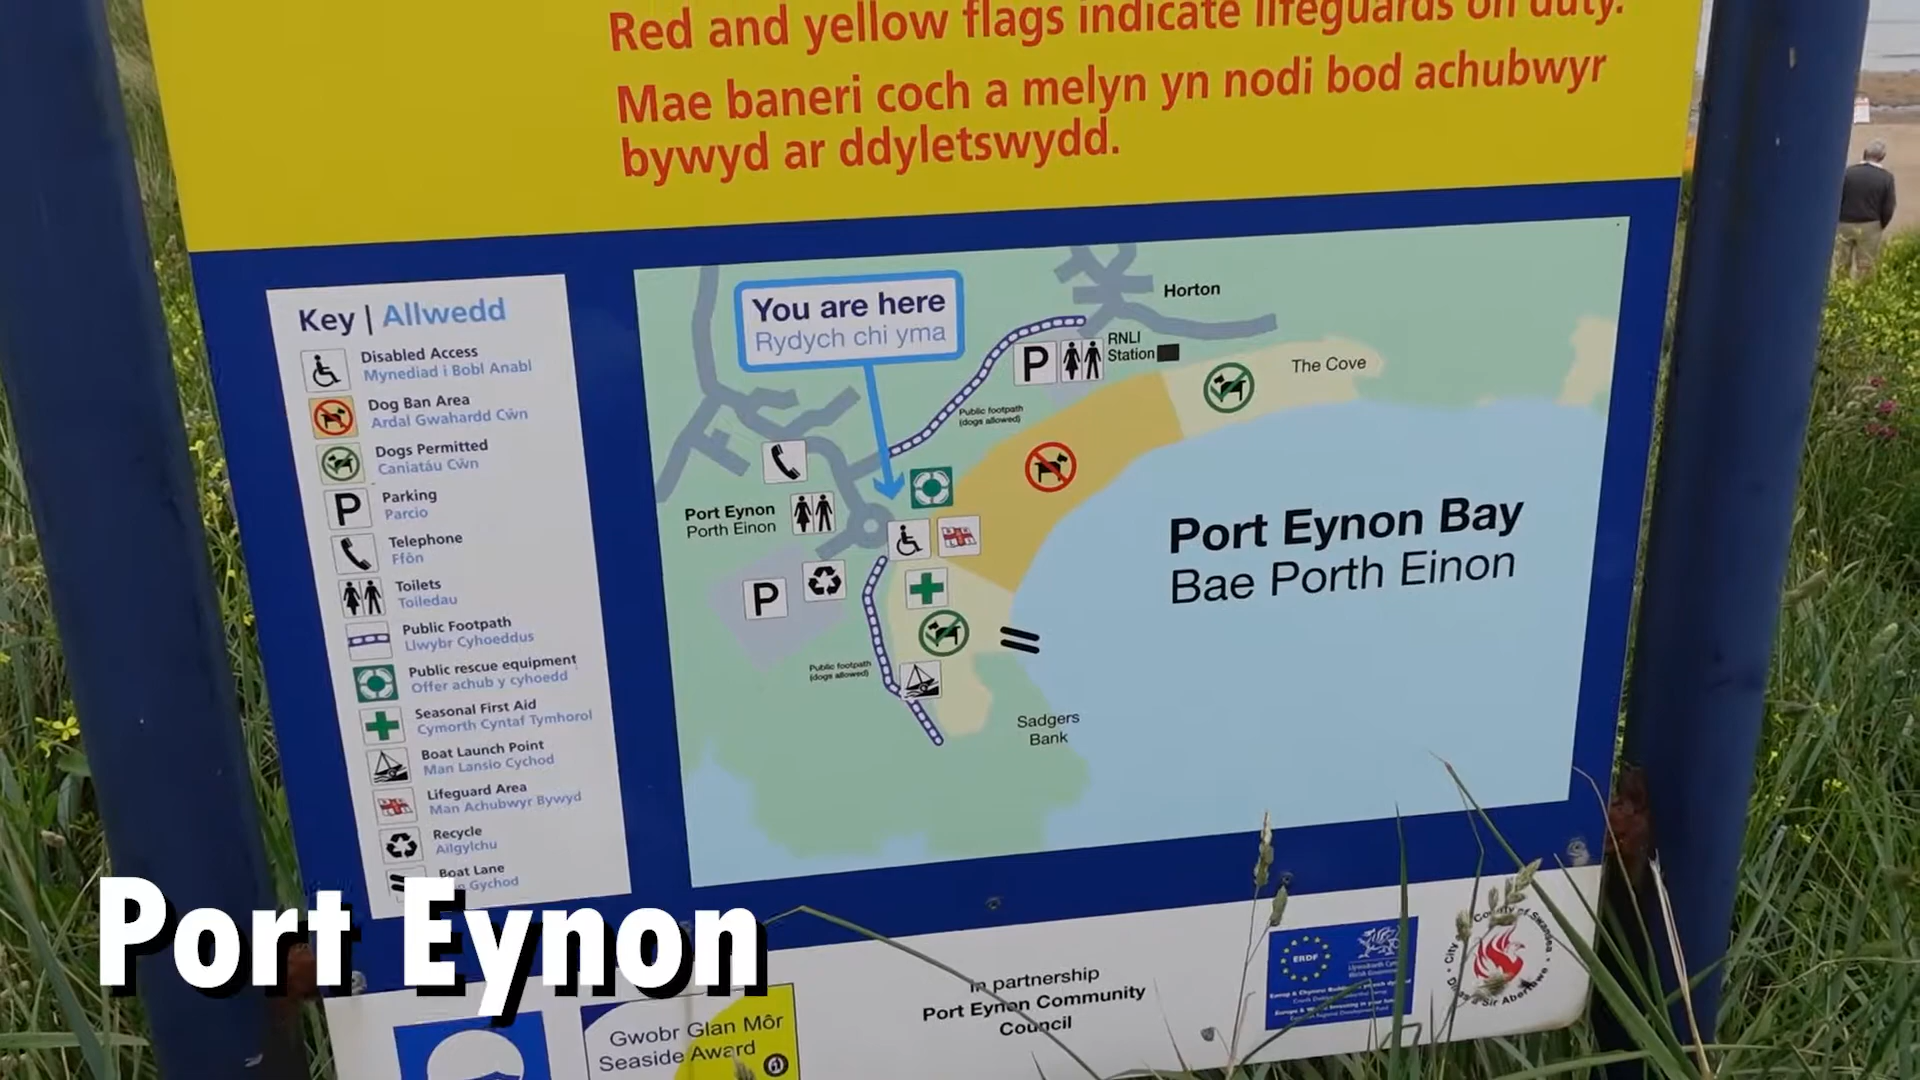 Red and yellow flags indicate lifeguards on duty.
Mae baneri coch a melyn yn nodi bod achubwyr
bywyd ar ddyletswydd.
Key | Allwedd
Disabled Access
Mynediad i Bobl Anabl
Dog Ban Area
Ardal Gwahardd Cŵn
Dogs Permitted
Caniatáu Cŵn
P
Parking
Parcio
Telephone
Ffôn
Toilets
Toiledau
Public Footpath
Llwybr Cyhoeddus
Public rescue equipment
Offer achub y cyhoedd
Seasonal First Aid
Cymorth Cyntaf Tymhorol
Boat Launch Point
Man Lansio Cychod
Lifeguard Area
Man Achubwyr Bywyd
Recycle
Ailgylchu
Boat Lane
Gychod
You are here
Rydych chi yma
Horton
P
RNLI
Station
The Cove
Public footpath
(dogs allowed)
Port Eynon
Porth Einon
P
Port Eynon Bay
Bae Porth Einon
Public footpath
(dogs allowed)
Sadgers
Bank
Port Eynon
Gwobr Glan Môr
Seaside Award
In partnership
Port Eynon Community
Council
ERDF
City
County of Swansea